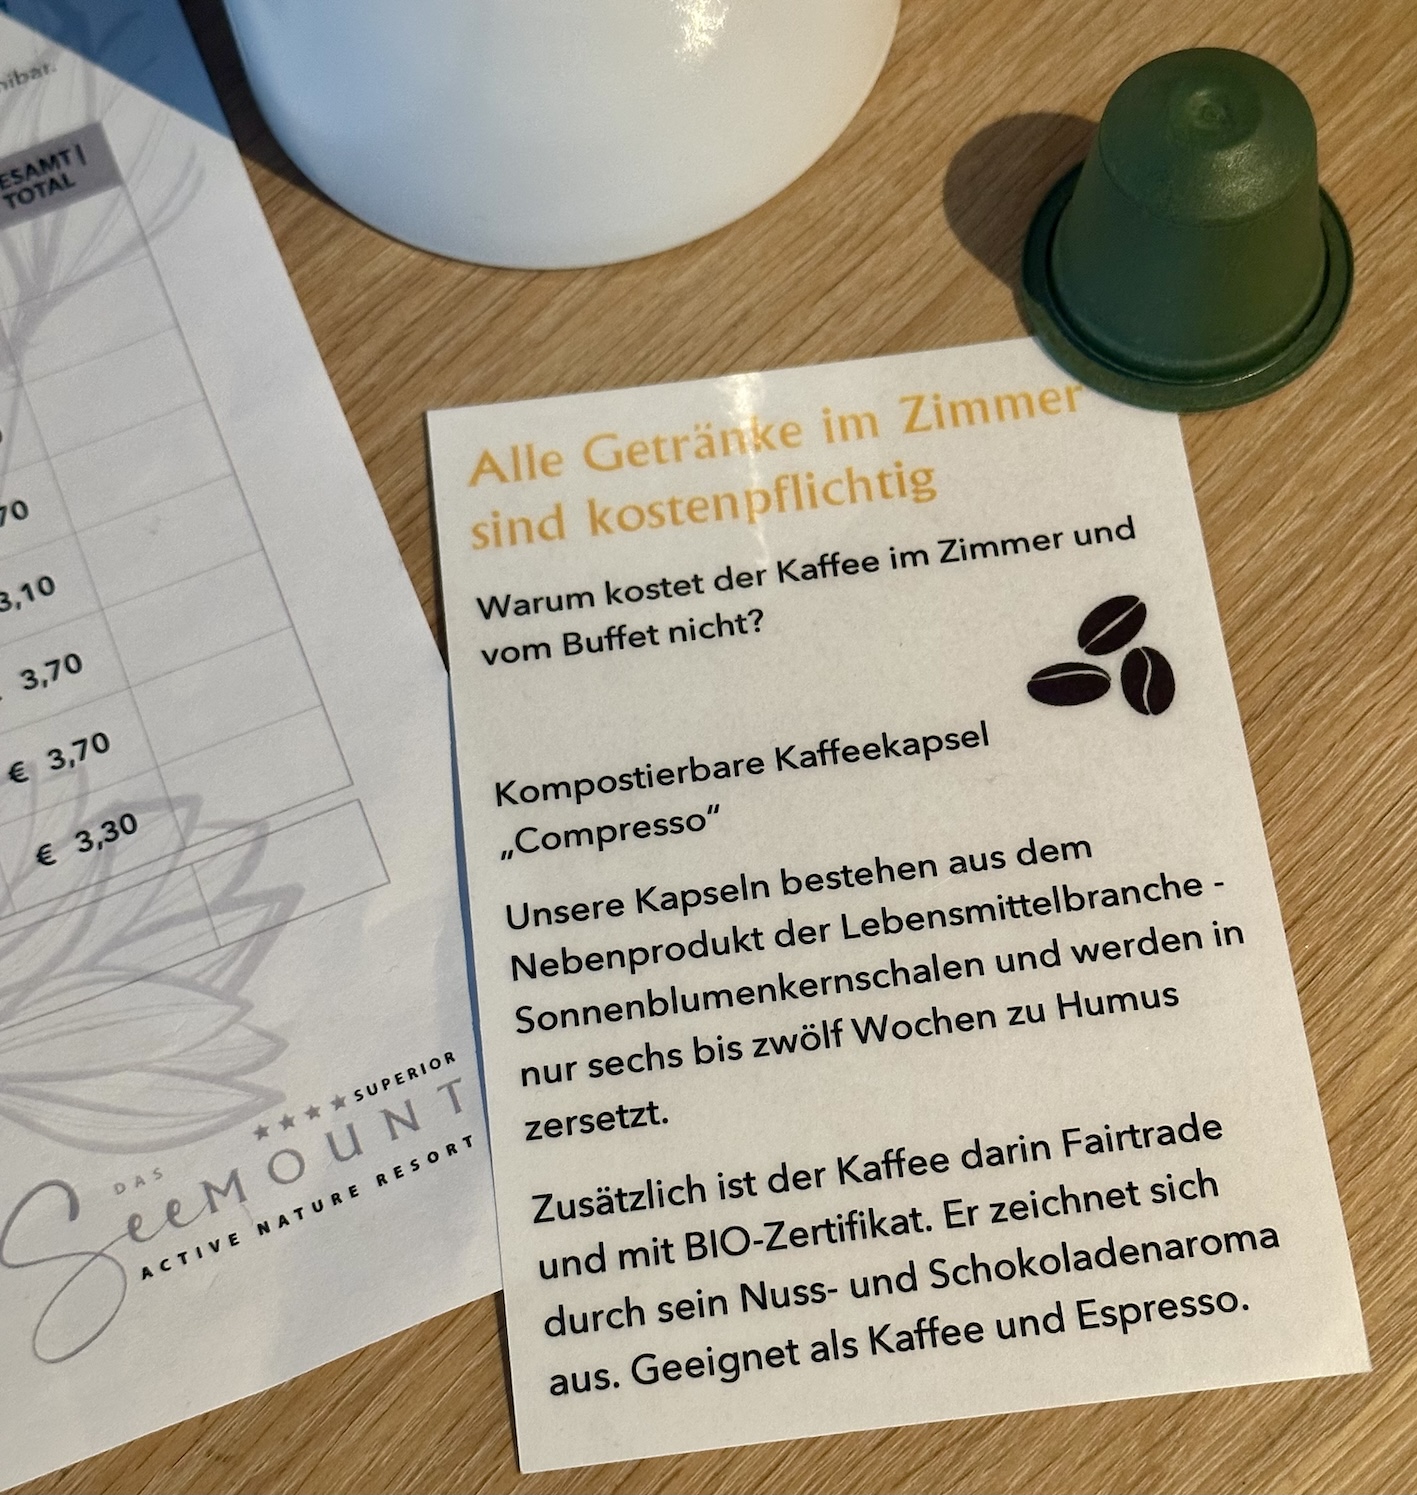 ESAMT |
TOTAL
3,10
3,70
€ 3,70
€ 3,30
★★★★SUPERIOR
DAS
SeeMOUNT
ACTIVE NATURE RESORT
Alle Getränke im Zimmer
sind kostenpflichtig
Warum kostet der Kaffee im Zimmer und
vom Buffet nicht?
Kompostierbare Kaffeekapsel
„Compresso“
Unsere Kapseln bestehen aus dem
Nebenprodukt der Lebensmittelbranche -
Sonnenblumenkernschalen und werden in
nur sechs bis zwölf Wochen zu Humus
zersetzt.
Zusätzlich ist der Kaffee darin Fairtrade
und mit BIO-Zertifikat. Er zeichnet sich
durch sein Nuss- und Schokoladenaroma
aus. Geeignet als Kaffee und Espresso.